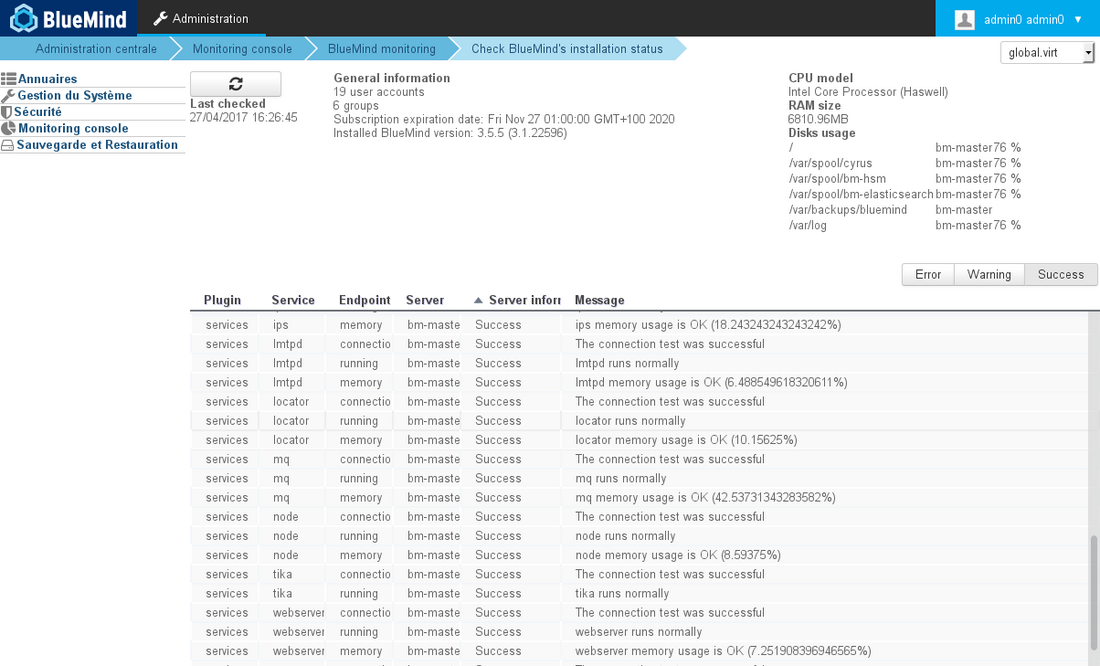 BlueMind Administration admin0 admin0 ▼
Administration centrale Monitoring console BlueMind monitoring Check BlueMind's installation status global.virt
Annuaires
Gestion du Système
Sécurité
Monitoring console
Sauvegarde et Restauration
Last checked
27/04/2017 16:26:45
General information
19 user accounts
6 groups
Subscription expiration date: Fri Nov 27 01:00:00 GMT+100 2020
Installed BlueMind version: 3.5.5 (3.1.22596)
CPU model
Intel Core Processor (Haswell)
RAM size
6810.96MB
Disks usage
/ bm-master 76 %
/var/spool/cyrus bm-master 76 %
/var/spool/bm-hsm bm-master 76 %
/var/spool/bm-elasticsearch bm-master 76 %
/var/backups/bluemind bm-master
/var/log bm-master 76 %
Error Warning Success
Plugin Service Endpoint Server Server infor Message
services ips memory bm-maste Success ips memory usage is OK (18.243243243243242%)
services lmtpd connectio bm-maste Success The connection test was successful
services lmtpd running bm-maste Success lmtpd runs normally
services lmtpd memory bm-maste Success lmtpd memory usage is OK (6.488549618320611%)
services locator connectio bm-maste Success The connection test was successful
services locator running bm-maste Success locator runs normally
services locator memory bm-maste Success locator memory usage is OK (10.15625%)
services mq connectio bm-maste Success The connection test was successful
services mq running bm-maste Success mq runs normally
services mq memory bm-maste Success mq memory usage is OK (42.53731343283582%)
services node connectio bm-maste Success The connection test was successful
services node running bm-maste Success node runs normally
services node memory bm-maste Success node memory usage is OK (8.59375%)
services tika connectio bm-maste Success The connection test was successful
services tika running bm-maste Success tika runs normally
services webserver connectio bm-maste Success The connection test was successful
services webserver running bm-maste Success webserver runs normally
services webserver memory bm-maste Success webserver memory usage is OK (7.251908396946565%)